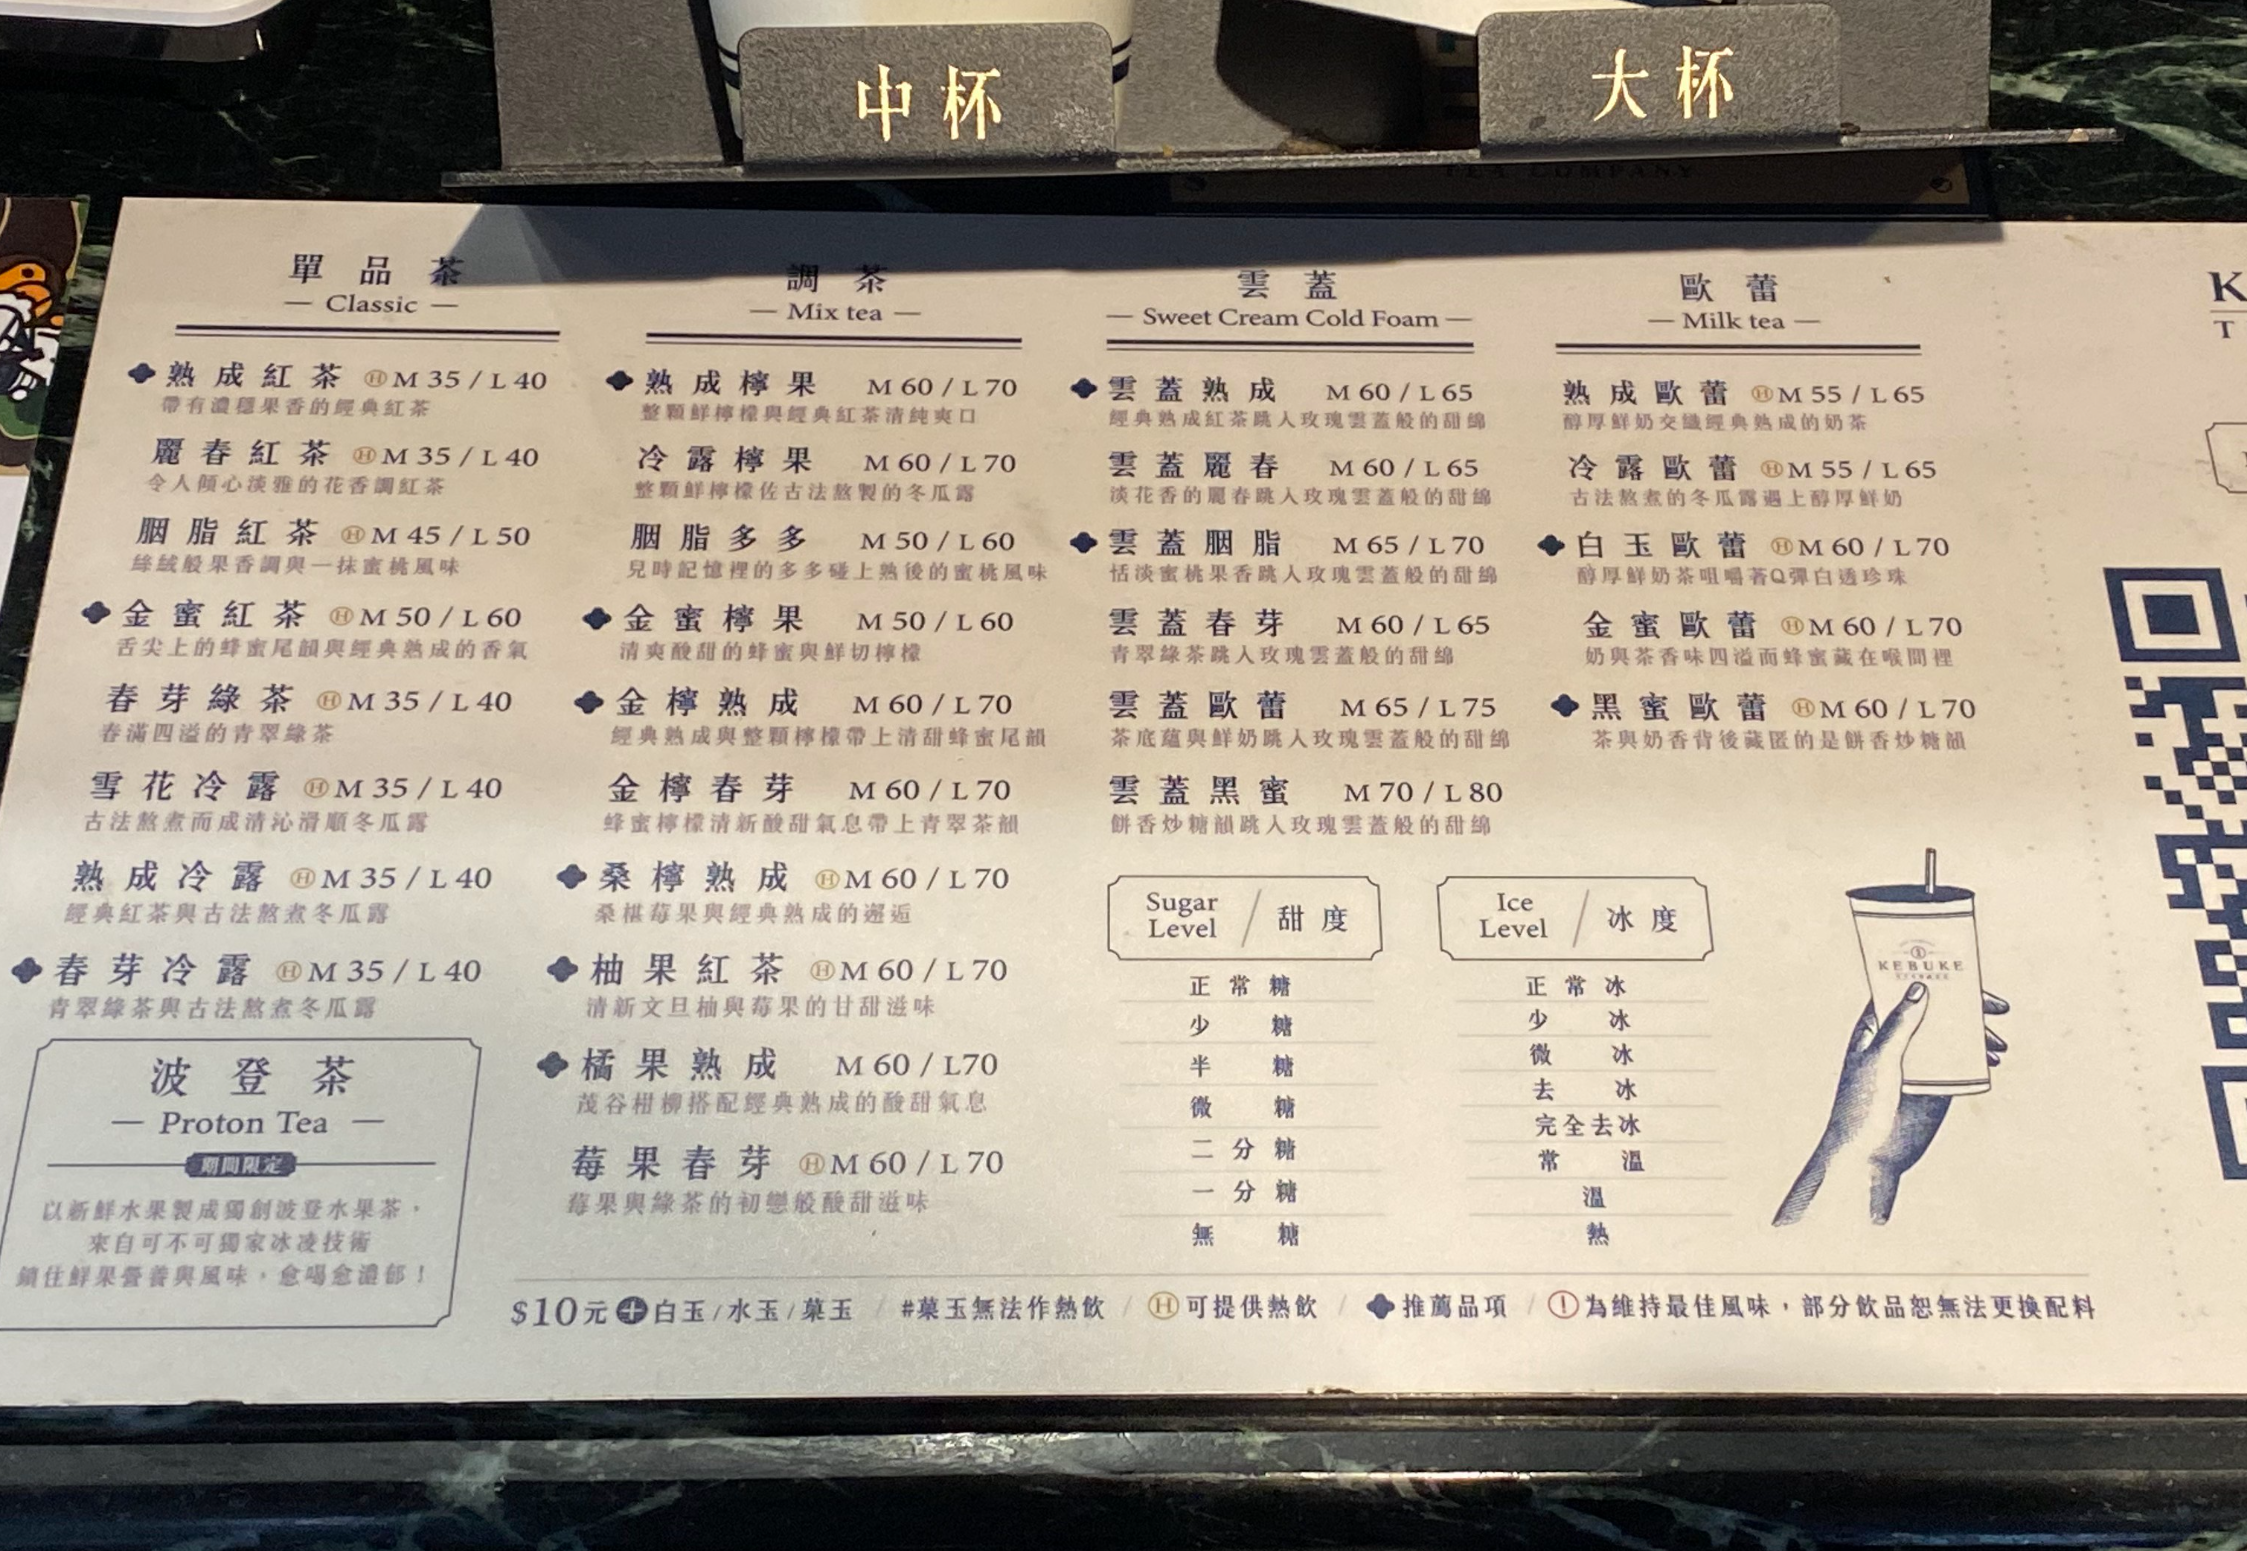 中杯
大杯
TEA COMPANY
單品茶
— Classic —
熟成紅茶 Ⓗ M 35 / L 40
帶有濃穩果香的經典紅茶
麗春紅茶 Ⓗ M 35 / L 40
令人傾心淡雅的花香調紅茶
胭脂紅茶 Ⓗ M 45 / L 50
絲絨般果香調與一抹蜜桃風味
金蜜紅茶 Ⓗ M 50 / L 60
舌尖上的蜂蜜尾韻與經典熟成的香氣
春芽綠茶 Ⓗ M 35 / L 40
春滿四溢的青翠綠茶
雪花冷露 Ⓗ M 35 / L 40
古法熬煮而成清沁滑順冬瓜露
熟成冷露 Ⓗ M 35 / L 40
經典紅茶與古法熬煮冬瓜露
春芽冷露 Ⓗ M 35 / L 40
青翠綠茶與古法熬煮冬瓜露
波登茶
— Proton Tea —
期間限定
以新鮮水果製成獨創波登水果茶，
來自可不可獨家冰凌技術
鎖住鮮果營養與風味，愈喝愈濃郁！
調茶
— Mix tea —
熟成檸果 M 60 / L 70
整顆鮮檸檬與經典紅茶清純爽口
冷露檸果 M 60 / L 70
整顆鮮檸檬佐古法熬製的冬瓜露
胭脂多多 M 50 / L 60
兒時記憶裡的多多碰上熟後的蜜桃風味
金蜜檸果 M 50 / L 60
清爽酸甜的蜂蜜與鮮切檸檬
金檸熟成 M 60 / L 70
經典熟成與整顆檸檬帶上清甜蜂蜜尾韻
金檸春芽 M 60 / L 70
蜂蜜檸檬清新酸甜氣息帶上青翠茶韻
桑檸熟成 Ⓗ M 60 / L 70
桑椹莓果與經典熟成的邂逅
柚果紅茶 Ⓗ M 60 / L 70
清新文旦柚與莓果的甘甜滋味
橘果熟成 M 60 / L70
茂谷柑柳搭配經典熟成的酸甜氣息
莓果春芽 Ⓗ M 60 / L 70
莓果與綠茶的初戀般酸甜滋味
雲蓋
— Sweet Cream Cold Foam —
雲蓋熟成 M 60 / L 65
經典熟成紅茶跳入玫瑰雲蓋般的甜綿
雲蓋麗春 M 60 / L 65
淡花香的麗春跳入玫瑰雲蓋般的甜綿
雲蓋胭脂 M 65 / L 70
恬淡蜜桃果香跳入玫瑰雲蓋般的甜綿
雲蓋春芽 M 60 / L 65
青翠綠茶跳入玫瑰雲蓋般的甜綿
雲蓋歐蕾 M 65 / L 75
茶底蘊與鮮奶跳入玫瑰雲蓋般的甜綿
雲蓋黑蜜 M 70 / L 80
餅香炒糖韻跳入玫瑰雲蓋般的甜綿
歐蕾
— Milk tea —
熟成歐蕾 Ⓗ M 55 / L 65
醇厚鮮奶交織經典熟成的奶茶
冷露歐蕾 Ⓗ M 55 / L 65
古法熬煮的冬瓜露遇上醇厚鮮奶
白玉歐蕾 Ⓗ M 60 / L 70
醇厚鮮奶茶咀嚼著Q彈白透珍珠
金蜜歐蕾 Ⓗ M 60 / L 70
奶與茶香味四溢而蜂蜜藏在喉間裡
黑蜜歐蕾 Ⓗ M 60 / L 70
茶與奶香背後藏匿的是餅香炒糖韻
Sugar Level / 甜度
正常糖
少糖
半糖
微糖
二分糖
一分糖
無糖
Ice Level / 冰度
正常冰
少冰
微冰
去冰
完全去冰
常溫
溫
熱
KEBUKE
$10元 ➕ 白玉 / 水玉 / 菓玉 / #菓玉無法作熱飲 / Ⓗ 可提供熱飲 / 推薦品項 / ! 為維持最佳風味，部分飲品恕無法更換配料
K
T